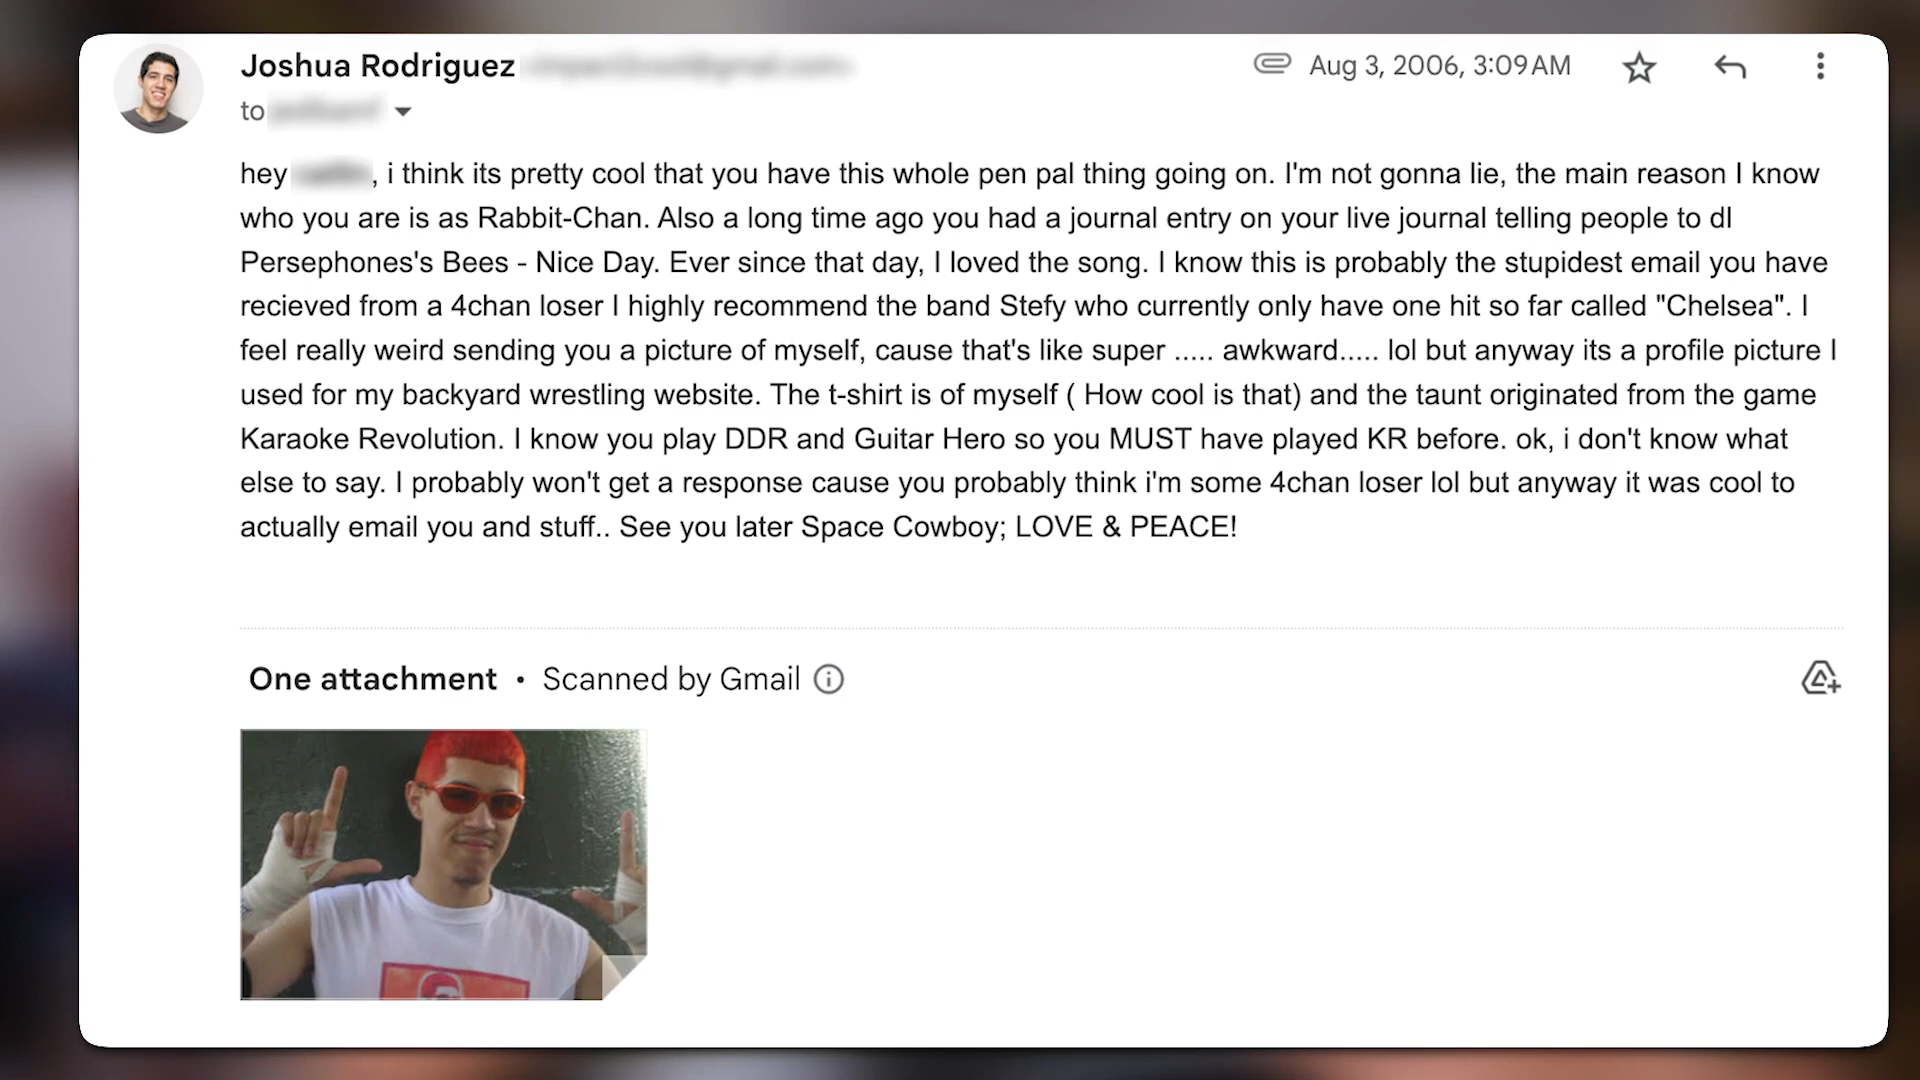 Joshua Rodriguez
Aug 3, 2006, 3:09 AM
to
hey , i think its pretty cool that you have this whole pen pal thing going on. I'm not gonna lie, the main reason I know
who you are is as Rabbit-Chan. Also a long time ago you had a journal entry on your live journal telling people to dl
Persephones's Bees - Nice Day. Ever since that day, I loved the song. I know this is probably the stupidest email you have
recieved from a 4chan loser I highly recommend the band Stefy who currently only have one hit so far called "Chelsea". I
feel really weird sending you a picture of myself, cause that's like super ..... awkward..... lol but anyway its a profile picture I
used for my backyard wrestling website. The t-shirt is of myself ( How cool is that) and the taunt originated from the game
Karaoke Revolution. I know you play DDR and Guitar Hero so you MUST have played KR before. ok, i don't know what
else to say. I probably won't get a response cause you probably think i'm some 4chan loser lol but anyway it was cool to
actually email you and stuff.. See you later Space Cowboy; LOVE & PEACE!
One attachment • Scanned by Gmail